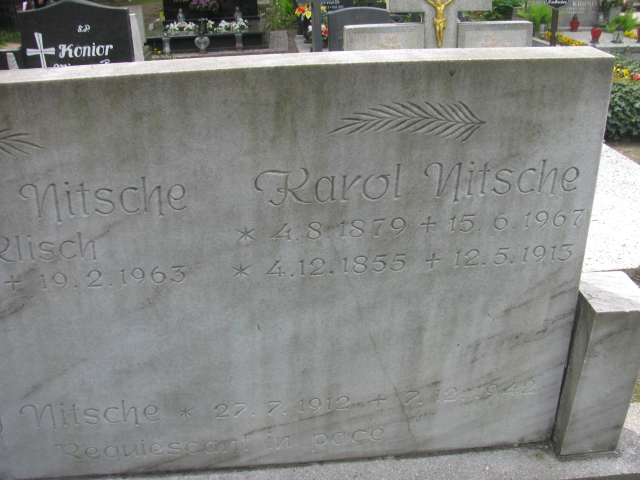 Ś.P.
Konior
Nitsche
Karol Nitsche
Klisch
* 4.8.1879 + 15.6.1967
+ 19.2.1963
* 4.12.1855 + 12.5.1913
Nitsche * 27.7.1912 + 7.12.1942
Requiescant in pace